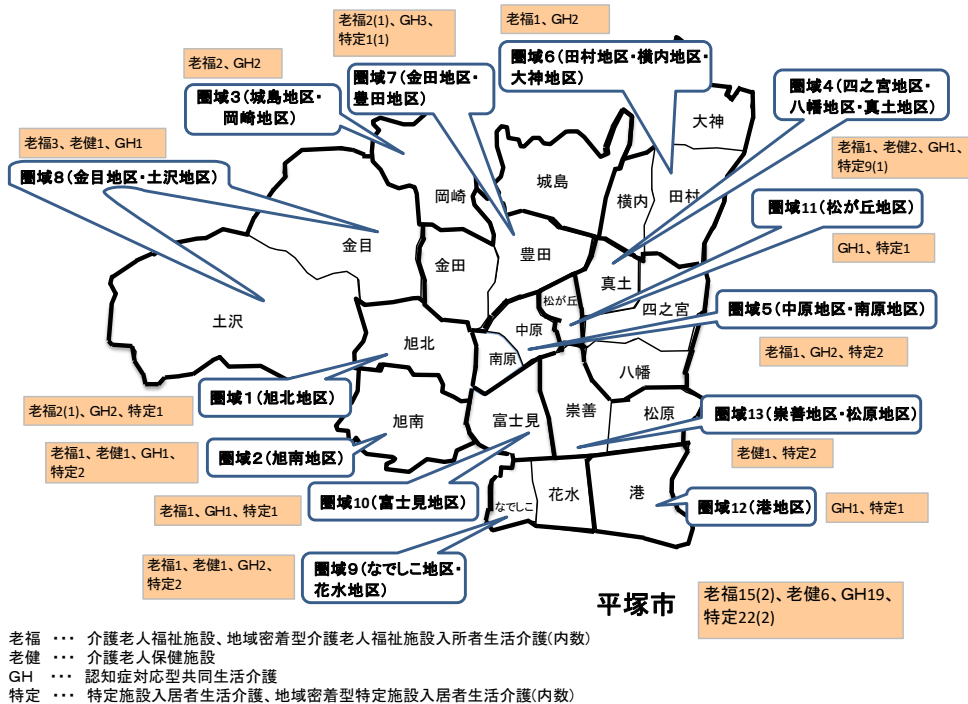 老福2(1)、GH3、
特定1(1)
老福1、GH2
老福2、GH2
圏域7(金田地区・
豊田地区)
圏域6(田村地区・横内地区・
大神地区)
圏域4(四之宮地区・
八幡地区・真土地区)
圏域3(城島地区・
岡崎地区)
老福3、老健1、GH1
圏域8(金目地区・土沢地区)
老福1、老健2、GH1、
特定9(1)
大神
城島
岡崎
横内
田村
圏域11(松が丘地区)
GH1、特定1
金目
金田
豊田
真土
松が丘
四之宮
圏域5(中原地区・南原地区)
土沢
中原
旭北
南原
八幡
老福1、GH2、特定2
圏域1(旭北地区)
老福2(1)、GH2、特定1
旭南
富士見
崇善
松原
圏域13(崇善地区・松原地区)
老健1、特定2
老福1、老健1、GH1、
特定2
圏域2(旭南地区)
圏域10(富士見地区)
老福1、GH1、特定1
なでしこ
花水
港
圏域12(港地区)
GH1、特定1
老福1、老健1、GH2、
特定2
圏域9(なでしこ地区・
花水地区)
平塚市
老福15(2)、老健6、GH19、
特定22(2)
老福 ・・・ 介護老人福祉施設、地域密着型介護老人福祉施設入所者生活介護(内数)
老健 ・・・ 介護老人保健施設
GH ・・・ 認知症対応型共同生活介護
特定 ・・・ 特定施設入居者生活介護、地域密着型特定施設入居者生活介護(内数)